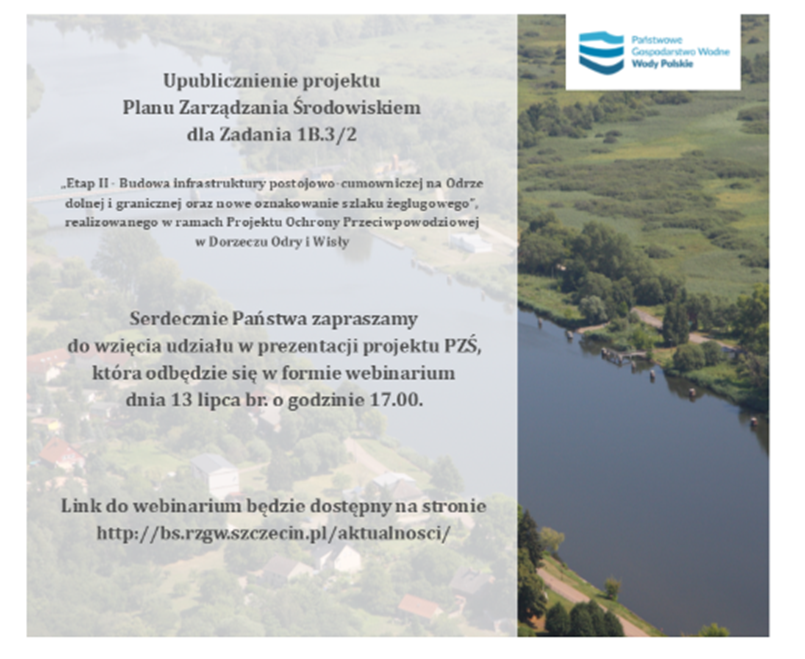 Państwowe
Gospodarstwo Wodne
Wody Polskie
Upublicznienie projektu
Planu Zarządzania Środowiskiem
dla Zadania 1B.3/2
„Etap II - Budowa infrastruktury postojowo-cumowniczej na Odrze
dolnej i granicznej oraz nowe oznakowanie szlaku żeglugowego”,
realizowanego w ramach Projektu Ochrony Przeciwpowodziowej
w Dorzeczu Odry i Wisły
Serdecznie Państwa zapraszamy
do wzięcia udziału w prezentacji projektu PZŚ,
która odbędzie się w formie webinarium
dnia 13 lipca br. o godzinie 17.00.
Link do webinarium będzie dostępny na stronie
http://bs.rzgw.szczecin.pl/aktualnosci/